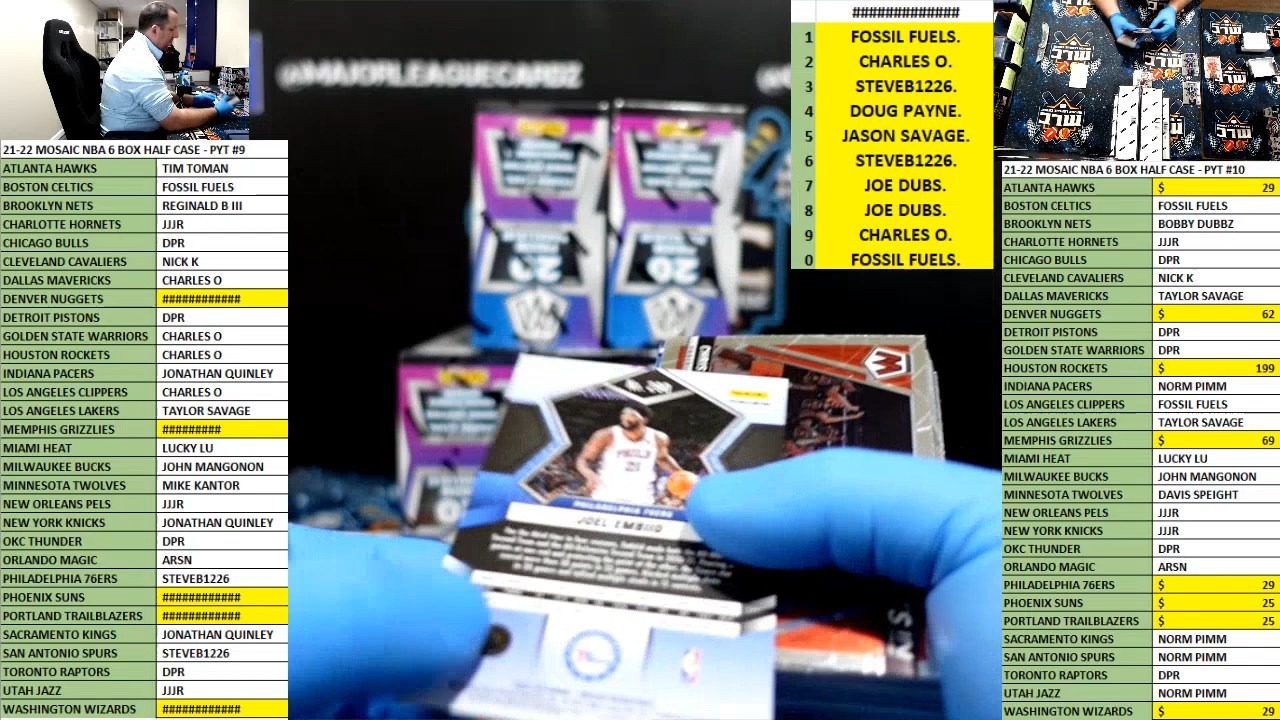 #############
1 FOSSIL FUELS.
2 CHARLES O.
3 STEVEB1226.
4 DOUG PAYNE.
5 JASON SAVAGE.
6 STEVEB1226.
7 JOE DUBS.
8 JOE DUBS.
9 CHARLES O.
0 FOSSIL FUELS.
@MAJORLEAGUECARDZ
21-22 MOSAIC NBA 6 BOX HALF CASE - PYT #9
ATLANTA HAWKS TIM TOMAN
BOSTON CELTICS FOSSIL FUELS
BROOKLYN NETS REGINALD B III
CHARLOTTE HORNETS JJJR
CHICAGO BULLS DPR
CLEVELAND CAVALIERS NICK K
DALLAS MAVERICKS CHARLES O
DENVER NUGGETS ############
DETROIT PISTONS DPR
GOLDEN STATE WARRIORS CHARLES O
HOUSTON ROCKETS CHARLES O
INDIANA PACERS JONATHAN QUINLEY
LOS ANGELES CLIPPERS CHARLES O
LOS ANGELES LAKERS TAYLOR SAVAGE
MEMPHIS GRIZZLIES #########
MIAMI HEAT LUCKY LU
MILWAUKEE BUCKS JOHN MANGONON
MINNESOTA TWOLVES MIKE KANTOR
NEW ORLEANS PELS JJJR
NEW YORK KNICKS JONATHAN QUINLEY
OKC THUNDER DPR
ORLANDO MAGIC ARSN
PHILADELPHIA 76ERS STEVEB1226
PHOENIX SUNS ############
PORTLAND TRAILBLAZERS ############
SACRAMENTO KINGS JONATHAN QUINLEY
SAN ANTONIO SPURS STEVEB1226
TORONTO RAPTORS DPR
UTAH JAZZ JJJR
WASHINGTON WIZARDS ############
PHILA
21
PHILADELPHIA 76ERS
JOEL EMBIID
MLC
21-22 MOSAIC NBA 6 BOX HALF CASE - PYT #10
ATLANTA HAWKS $ 29
BOSTON CELTICS FOSSIL FUELS
BROOKLYN NETS BOBBY DUBBZ
CHARLOTTE HORNETS JJJR
CHICAGO BULLS DPR
CLEVELAND CAVALIERS NICK K
DALLAS MAVERICKS TAYLOR SAVAGE
DENVER NUGGETS $ 62
DETROIT PISTONS DPR
GOLDEN STATE WARRIORS DPR
HOUSTON ROCKETS $ 199
INDIANA PACERS NORM PIMM
LOS ANGELES CLIPPERS FOSSIL FUELS
LOS ANGELES LAKERS TAYLOR SAVAGE
MEMPHIS GRIZZLIES $ 69
MIAMI HEAT LUCKY LU
MILWAUKEE BUCKS JOHN MANGONON
MINNESOTA TWOLVES DAVIS SPEIGHT
NEW ORLEANS PELS JJJR
NEW YORK KNICKS JJJR
OKC THUNDER DPR
ORLANDO MAGIC ARSN
PHILADELPHIA 76ERS $ 29
PHOENIX SUNS $ 25
PORTLAND TRAILBLAZERS $ 25
SACRAMENTO KINGS NORM PIMM
SAN ANTONIO SPURS NORM PIMM
TORONTO RAPTORS DPR
UTAH JAZZ NORM PIMM
WASHINGTON WIZARDS $ 29